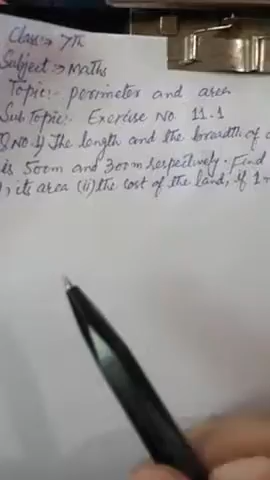 Class:- 7th
Subject:- Maths
Topic:- perimeter and area
Sub Topic:- Exercise No. 11.1
Q.No.1) The length and the breadth of a
is 500m and 300m respectively. Find
), its area (ii) the cost of the land, if 1